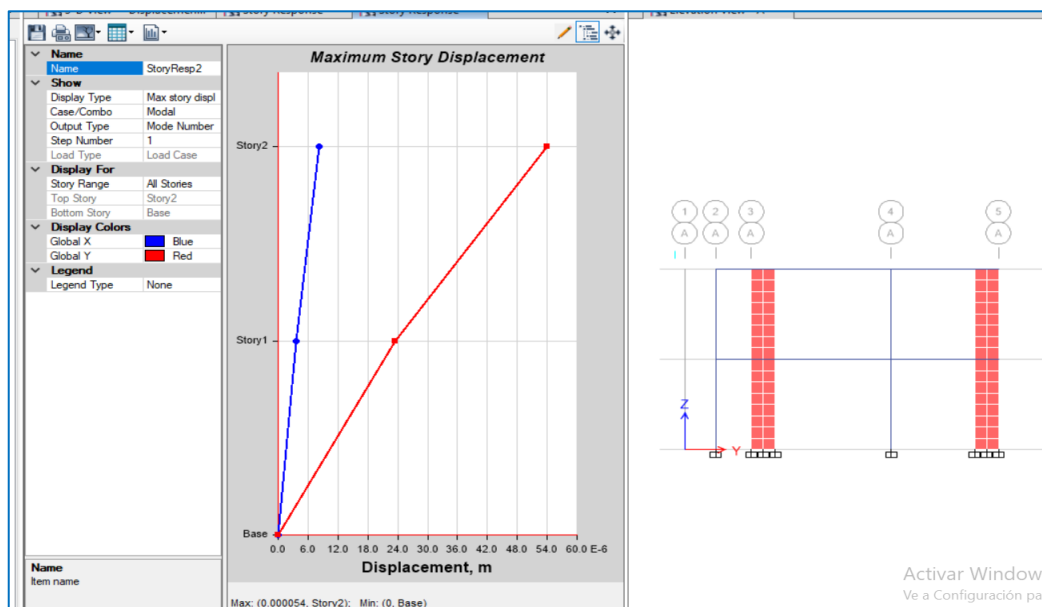 Maximum Story Displacement
Name
Name StoryResp2
Show
Display Type Max story displ
Case/Combo Modal
Output Type Mode Number
Step Number 1
Load Type Load Case
Display For
Story Range All Stories
Top Story Story2
Bottom Story Base
Display Colors
Global X Blue
Global Y Red
Legend
Legend Type None
Story2
Story1
Base
0.0 6.0 12.0 18.0 24.0 30.0 36.0 42.0 48.0 54.0 60.0 E-6
Displacement, m
Name
Item name
Max: (0.000054, Story2); Min: (0, Base)
1 2 3 4 5
A A A A A
Z
Y
Activar Window
Ve a Configuración pa